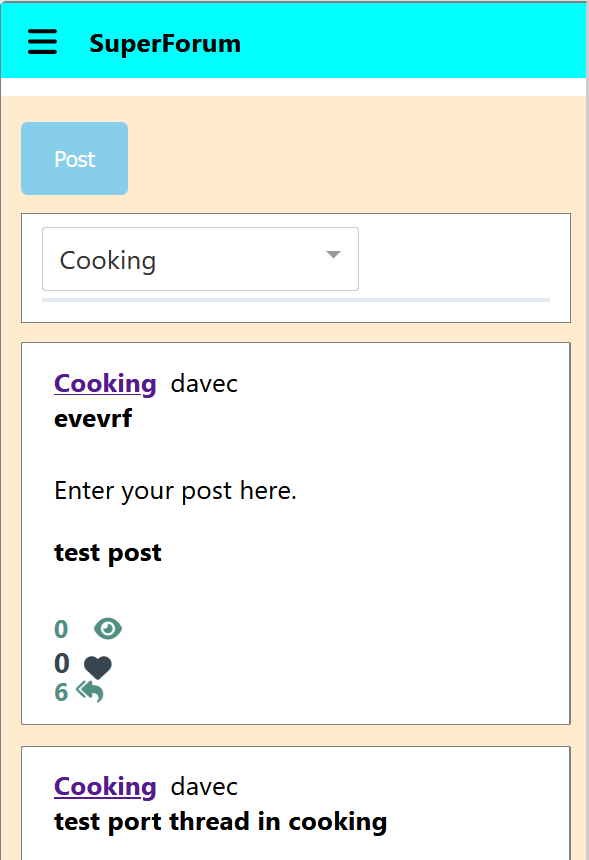 SuperForum
Post
Cooking
Cooking davec
evevrf
Enter your post here.
test post
0
0
6
Cooking davec
test port thread in cooking